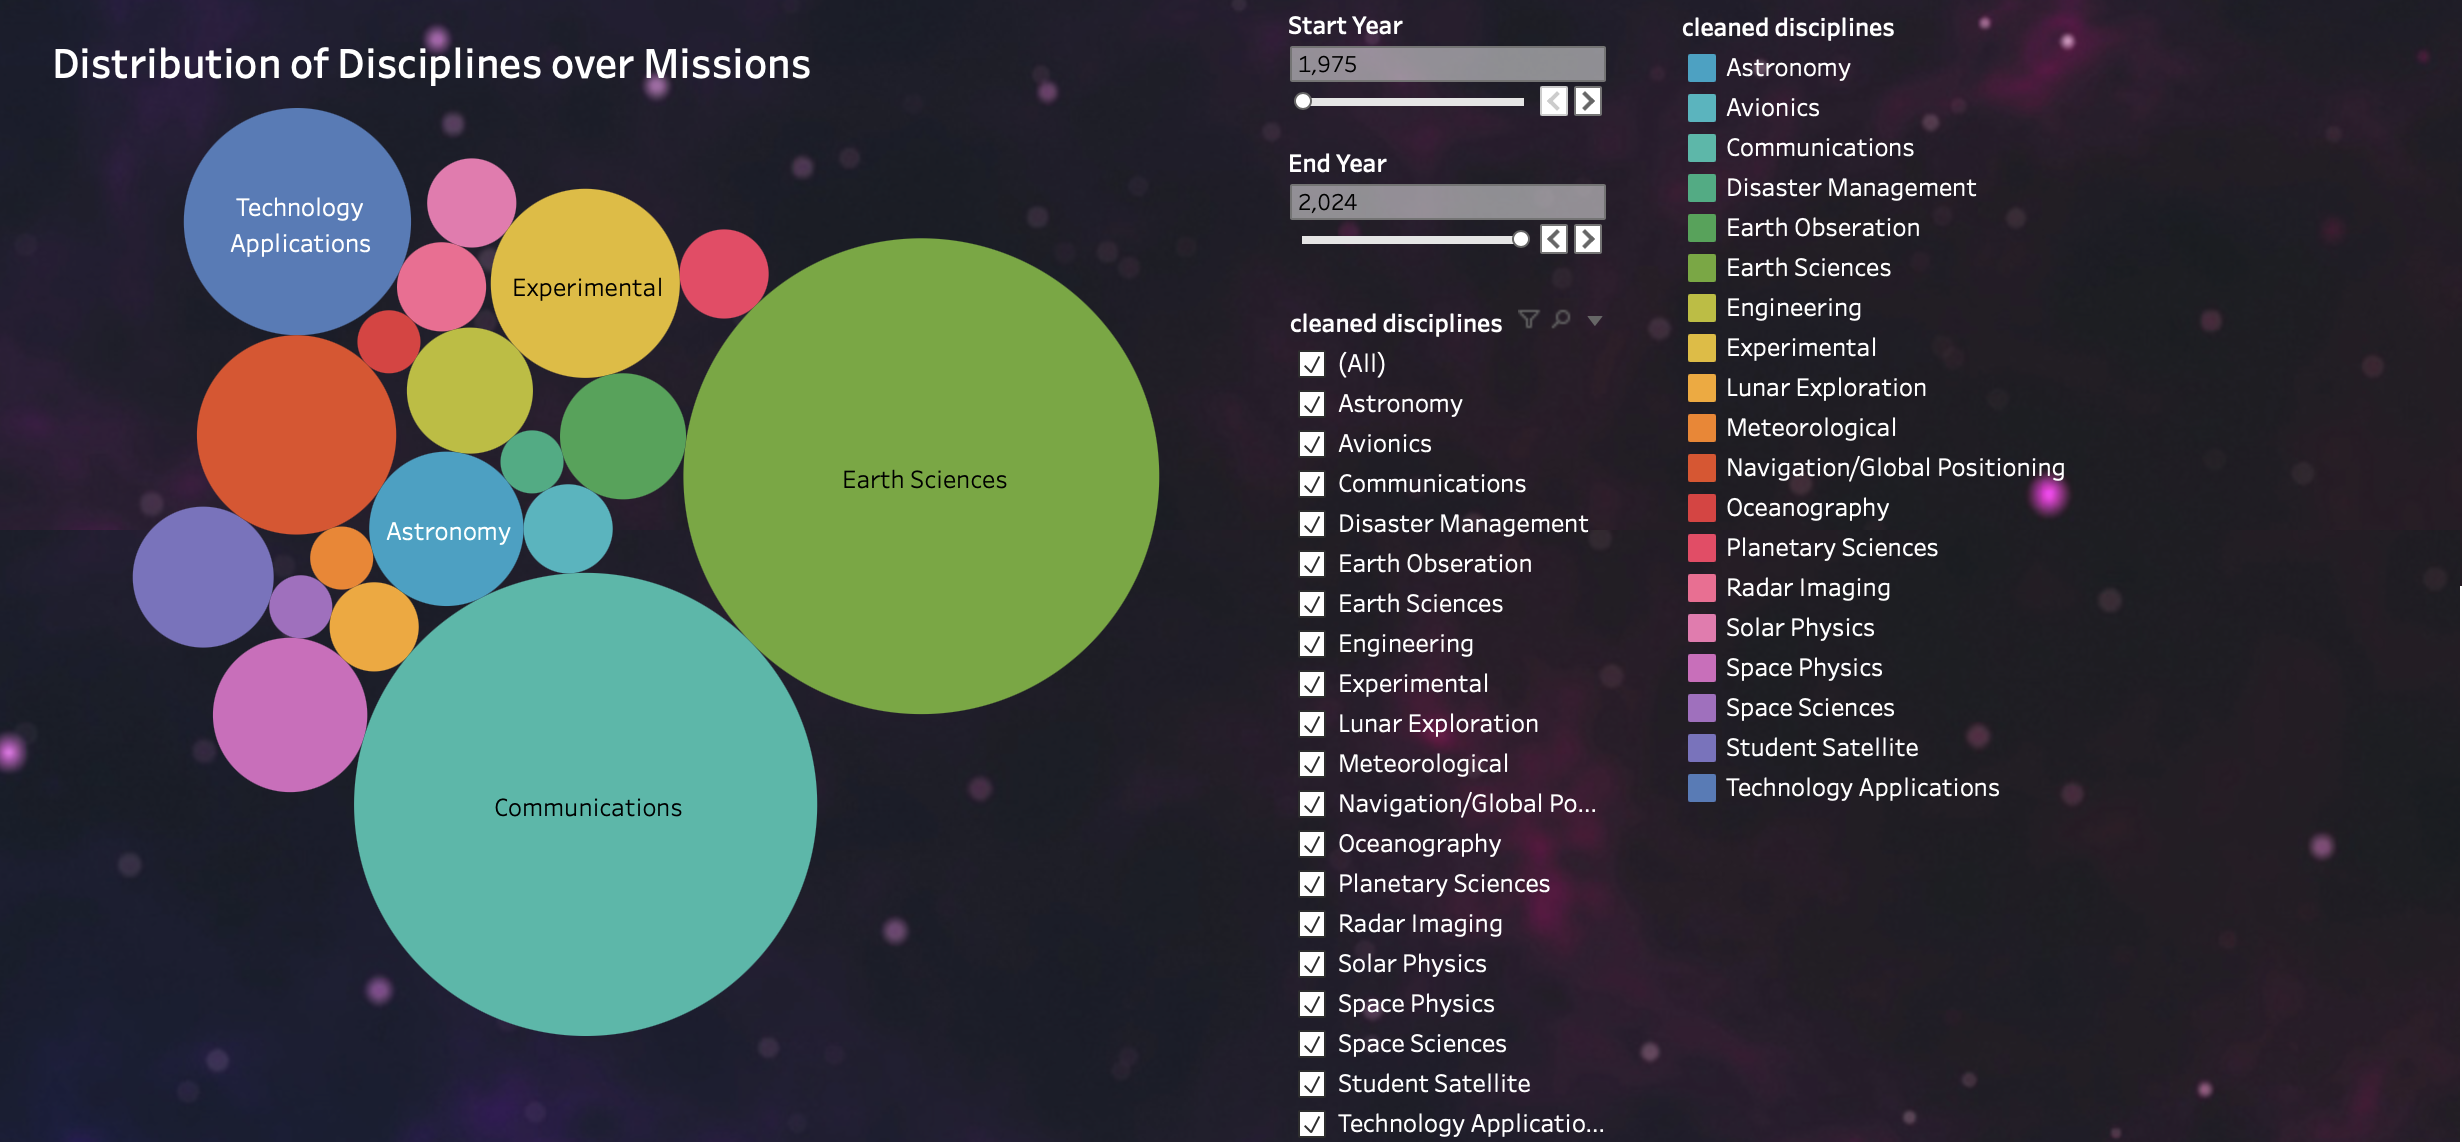 Distribution of Disciplines over Missions
Technology
Applications
Experimental
Earth Sciences
Astronomy
Communications
Start Year
1,975
End Year
2,024
cleaned disciplines
(All)
Astronomy
Avionics
Communications
Disaster Management
Earth Obseration
Earth Sciences
Engineering
Experimental
Lunar Exploration
Meteorological
Navigation/Global Po...
Oceanography
Planetary Sciences
Radar Imaging
Solar Physics
Space Physics
Space Sciences
Student Satellite
Technology Applicatio...
cleaned disciplines
Astronomy
Avionics
Communications
Disaster Management
Earth Obseration
Earth Sciences
Engineering
Experimental
Lunar Exploration
Meteorological
Navigation/Global Positioning
Oceanography
Planetary Sciences
Radar Imaging
Solar Physics
Space Physics
Space Sciences
Student Satellite
Technology Applications